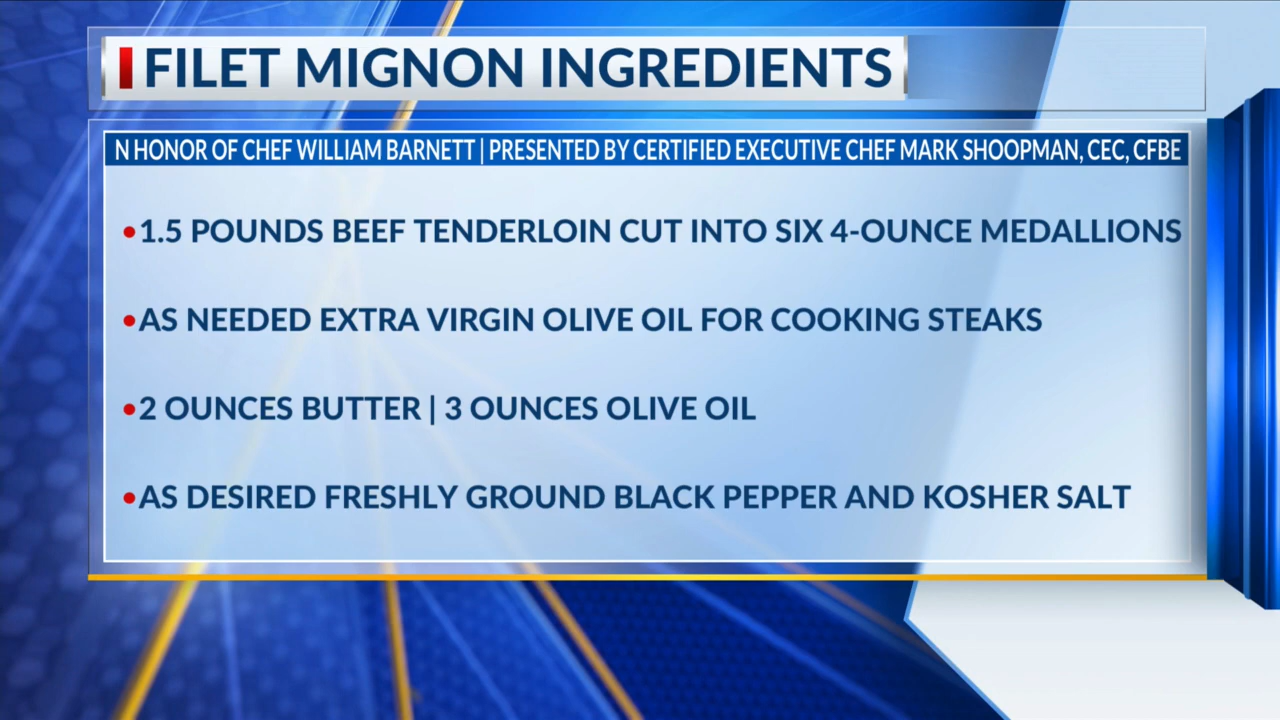 FILET MIGNON INGREDIENTS
N HONOR OF CHEF WILLIAM BARNETT | PRESENTED BY CERTIFIED EXECUTIVE CHEF MARK SHOOPMAN, CEC, CFBE
•1.5 POUNDS BEEF TENDERLOIN CUT INTO SIX 4-OUNCE MEDALLIONS
•AS NEEDED EXTRA VIRGIN OLIVE OIL FOR COOKING STEAKS
•2 OUNCES BUTTER | 3 OUNCES OLIVE OIL
•AS DESIRED FRESHLY GROUND BLACK PEPPER AND KOSHER SALT